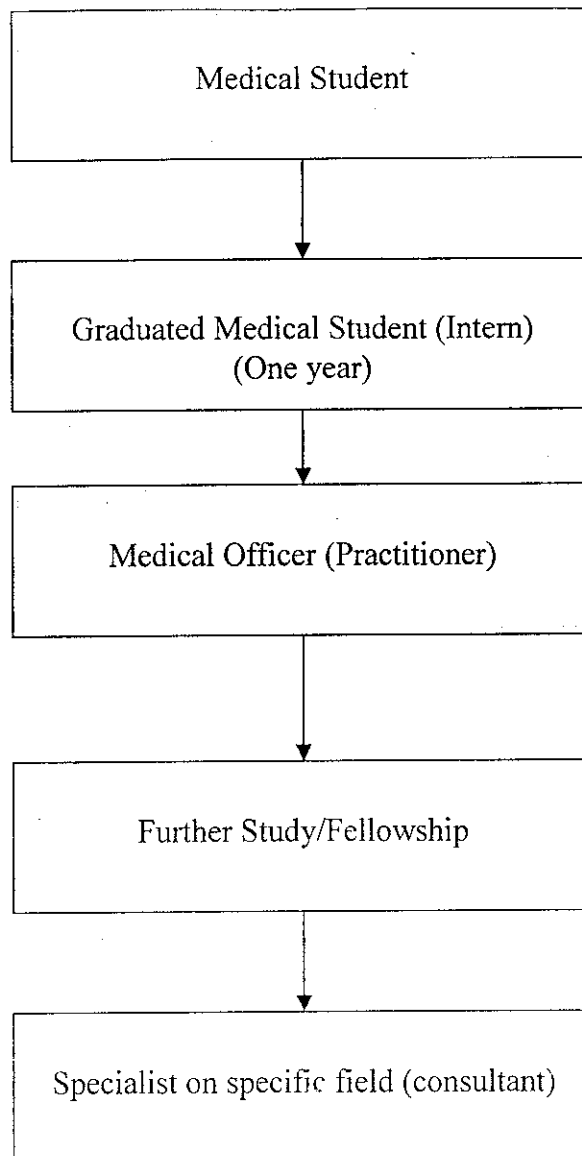 Medical Student
Graduated Medical Student (Intern)
(One year)
Medical Officer (Practitioner)
Further Study/Fellowship
Specialist on specific field (consultant)